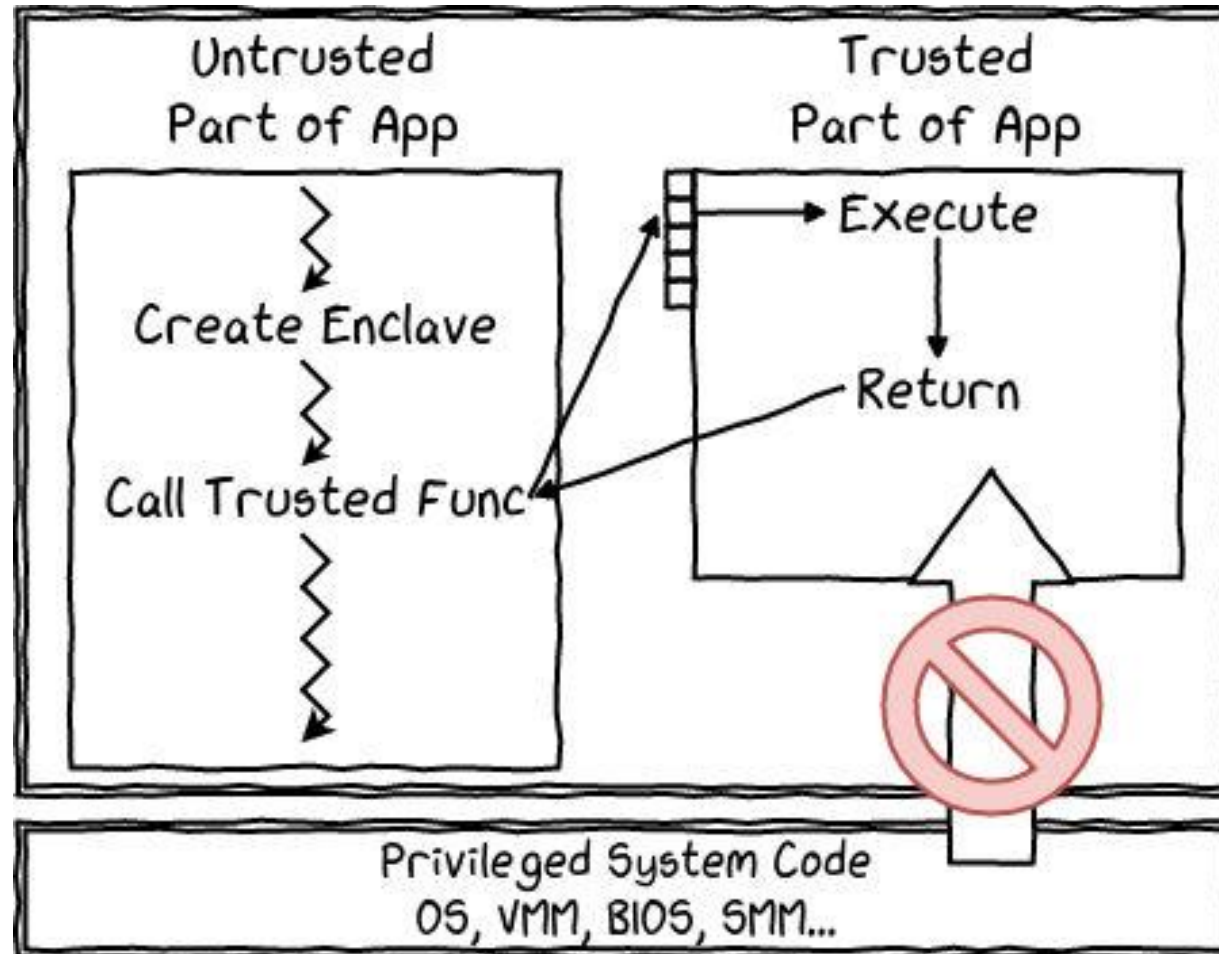 Untrusted
Part of App
Trusted
Part of App
Create Enclave
Call Trusted Func
Execute
Return
Privileged System Code
OS, VMM, BIOS, SMM...